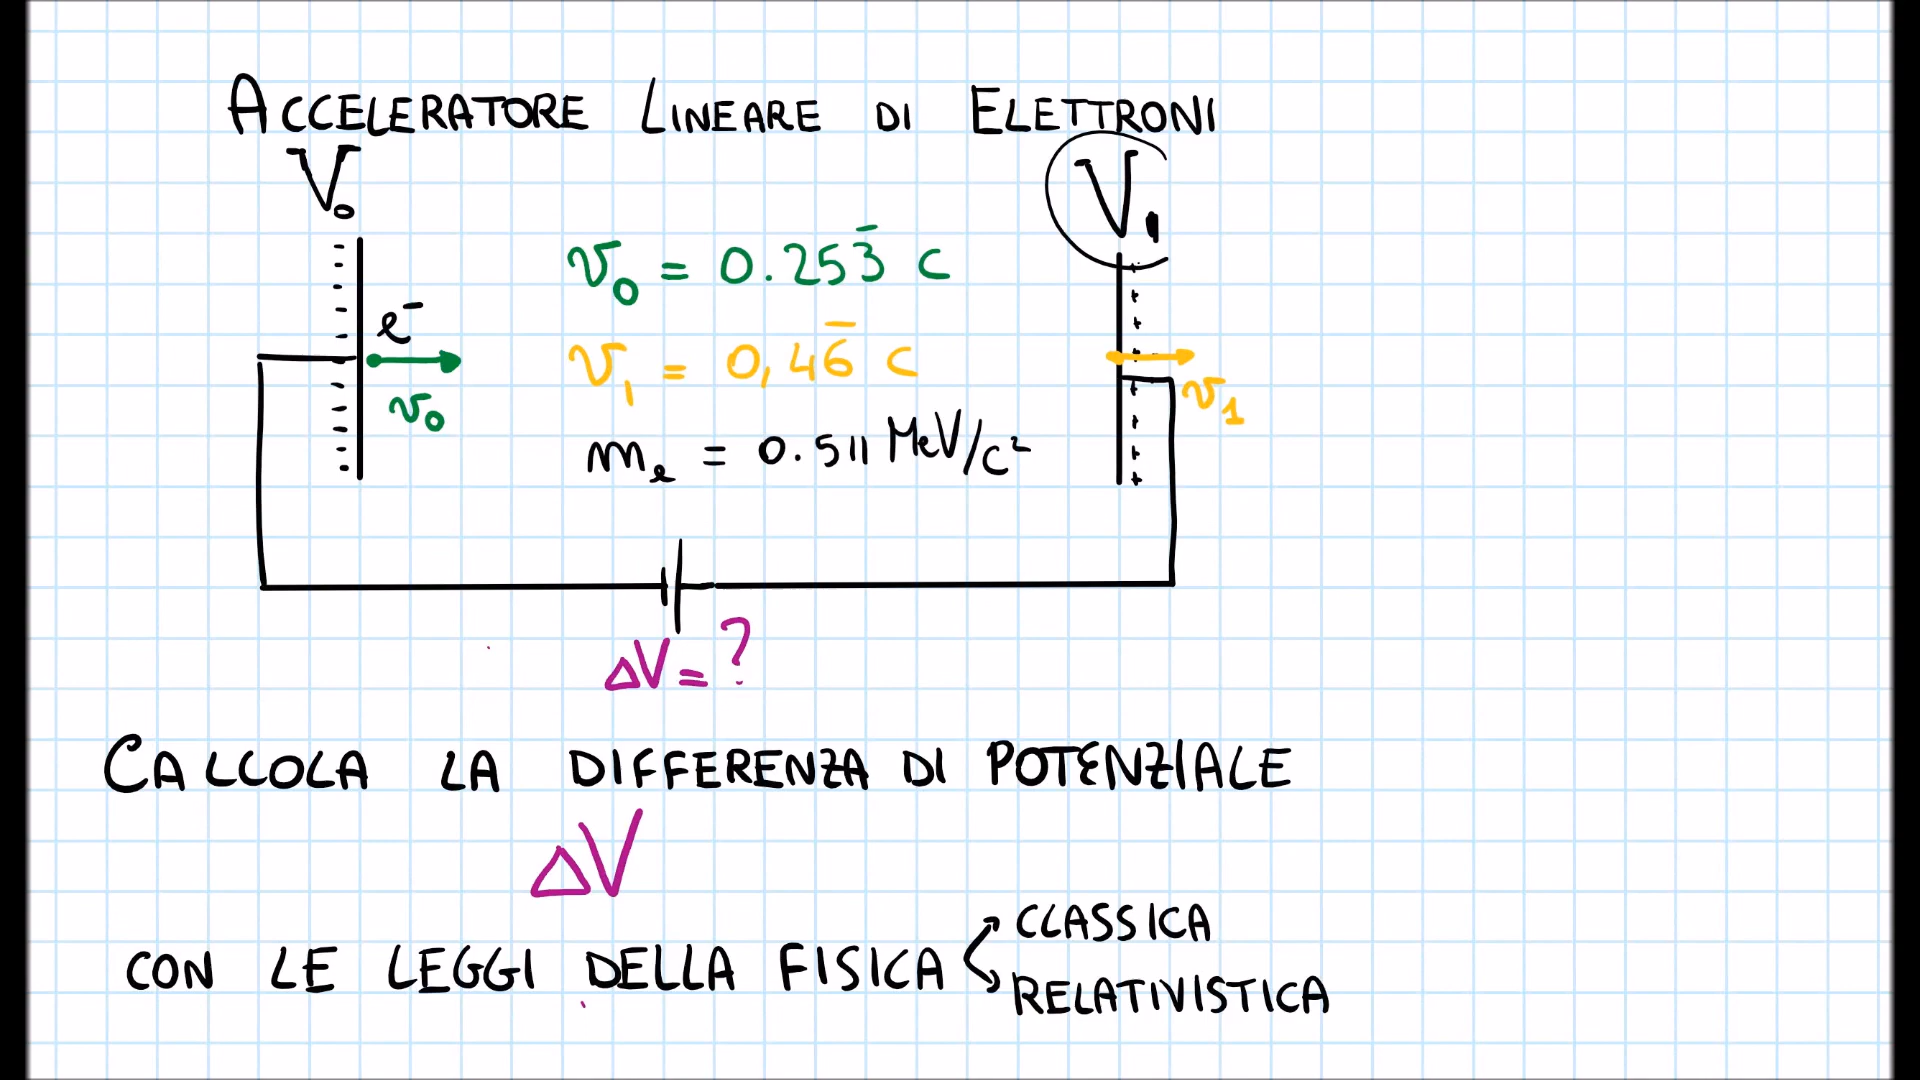 ACCELERATORE LINEARE DI ELETTRONI
V₀
V₁
v₀ = 0.253̅ c
e⁻
v₁ = 0,46̅ c
v₀
v₁
mₑ = 0.511 MeV/c²
ΔV = ?
CALCOLA LA DIFFERENZA DI POTENZIALE
ΔV
CON LE LEGGI DELLA FISICA
CLASSICA
RELATIVISTICA